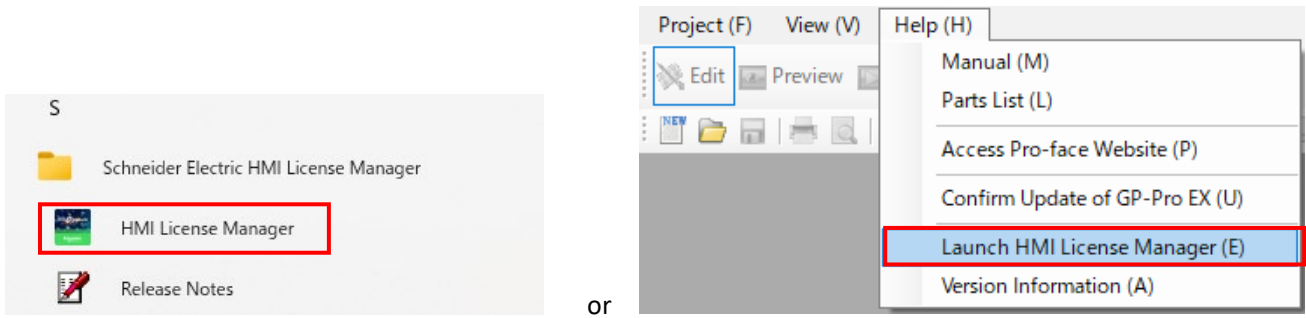 S
Schneider Electric HMI License Manager
HMI License Manager
Release Notes
or
Project (F) View (V) Help (H)
Edit Preview
NEW
Manual (M)
Parts List (L)
Access Pro-face Website (P)
Confirm Update of GP-Pro EX (U)
Launch HMI License Manager (E)
Version Information (A)